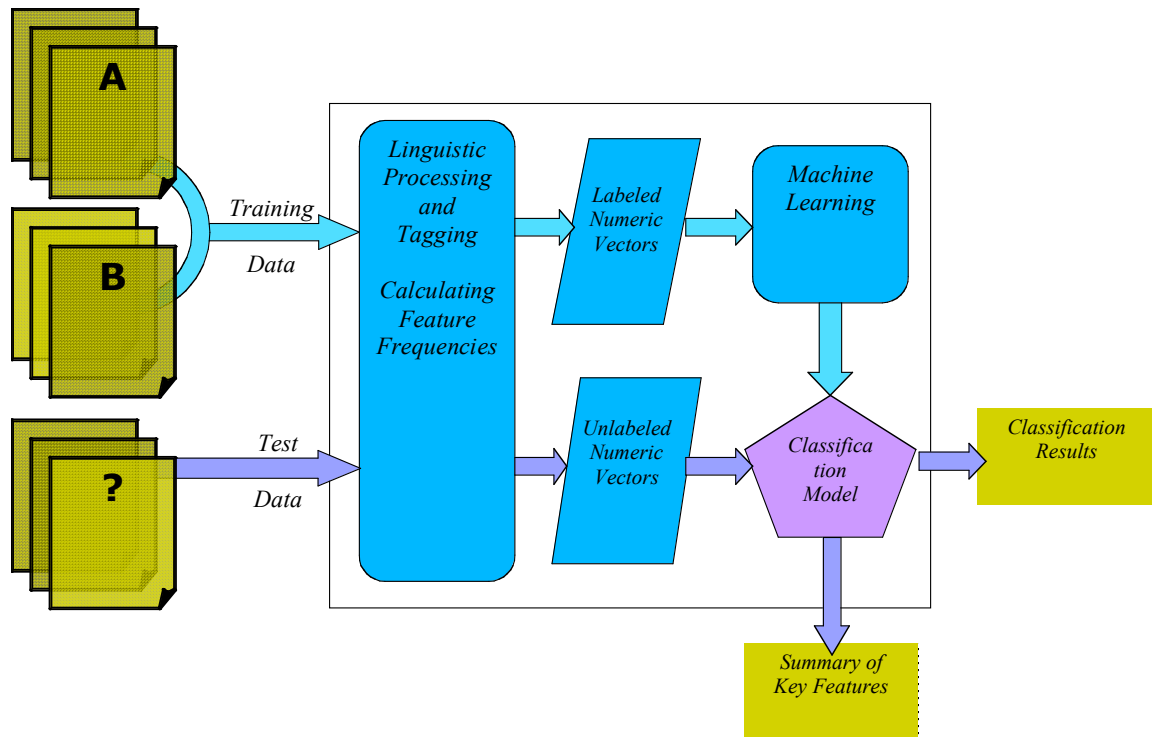 A
B
?
Training
Data
Test
Data
Linguistic
Processing
and
Tagging
Calculating
Feature
Frequencies
Labeled
Numeric
Vectors
Machine
Learning
Unlabeled
Numeric
Vectors
Classifica
tion
Model
Classification
Results
Summary of
Key Features